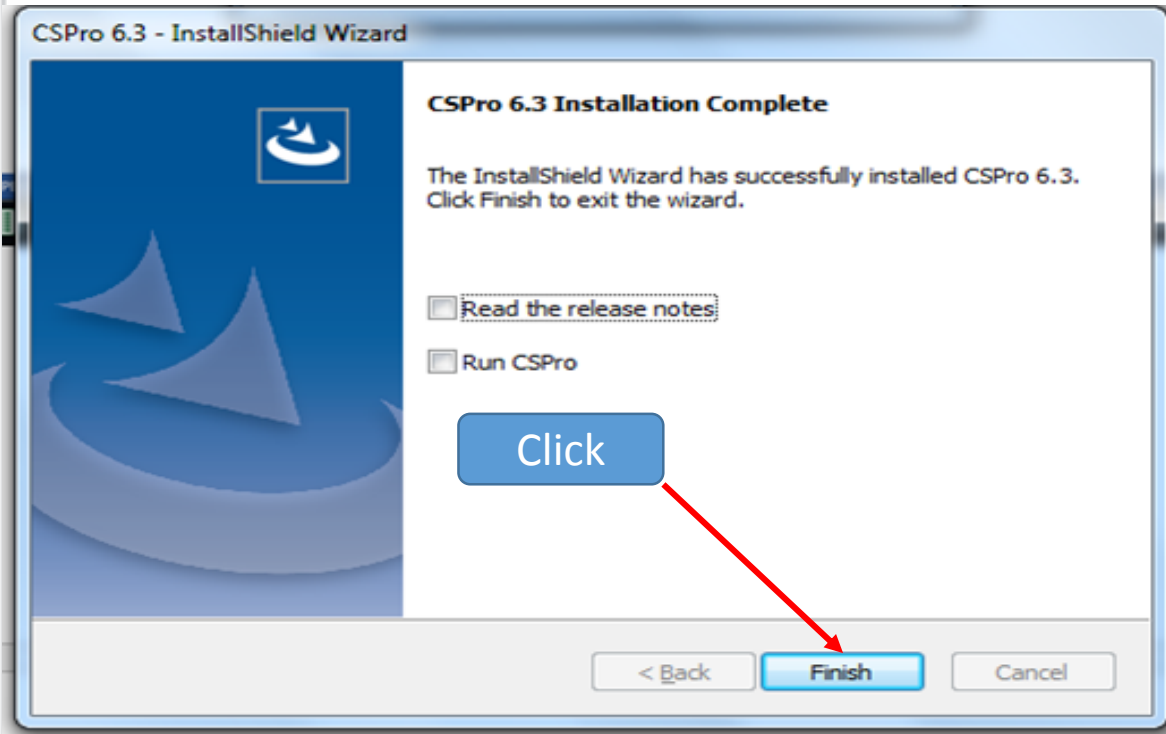 CSPro 6.3 - InstallShield Wizard
CSPro 6.3 Installation Complete
The InstallShield Wizard has successfully installed CSPro 6.3.
Click Finish to exit the wizard.
Read the release notes
Run CSPro
Click
< Back
Finish
Cancel